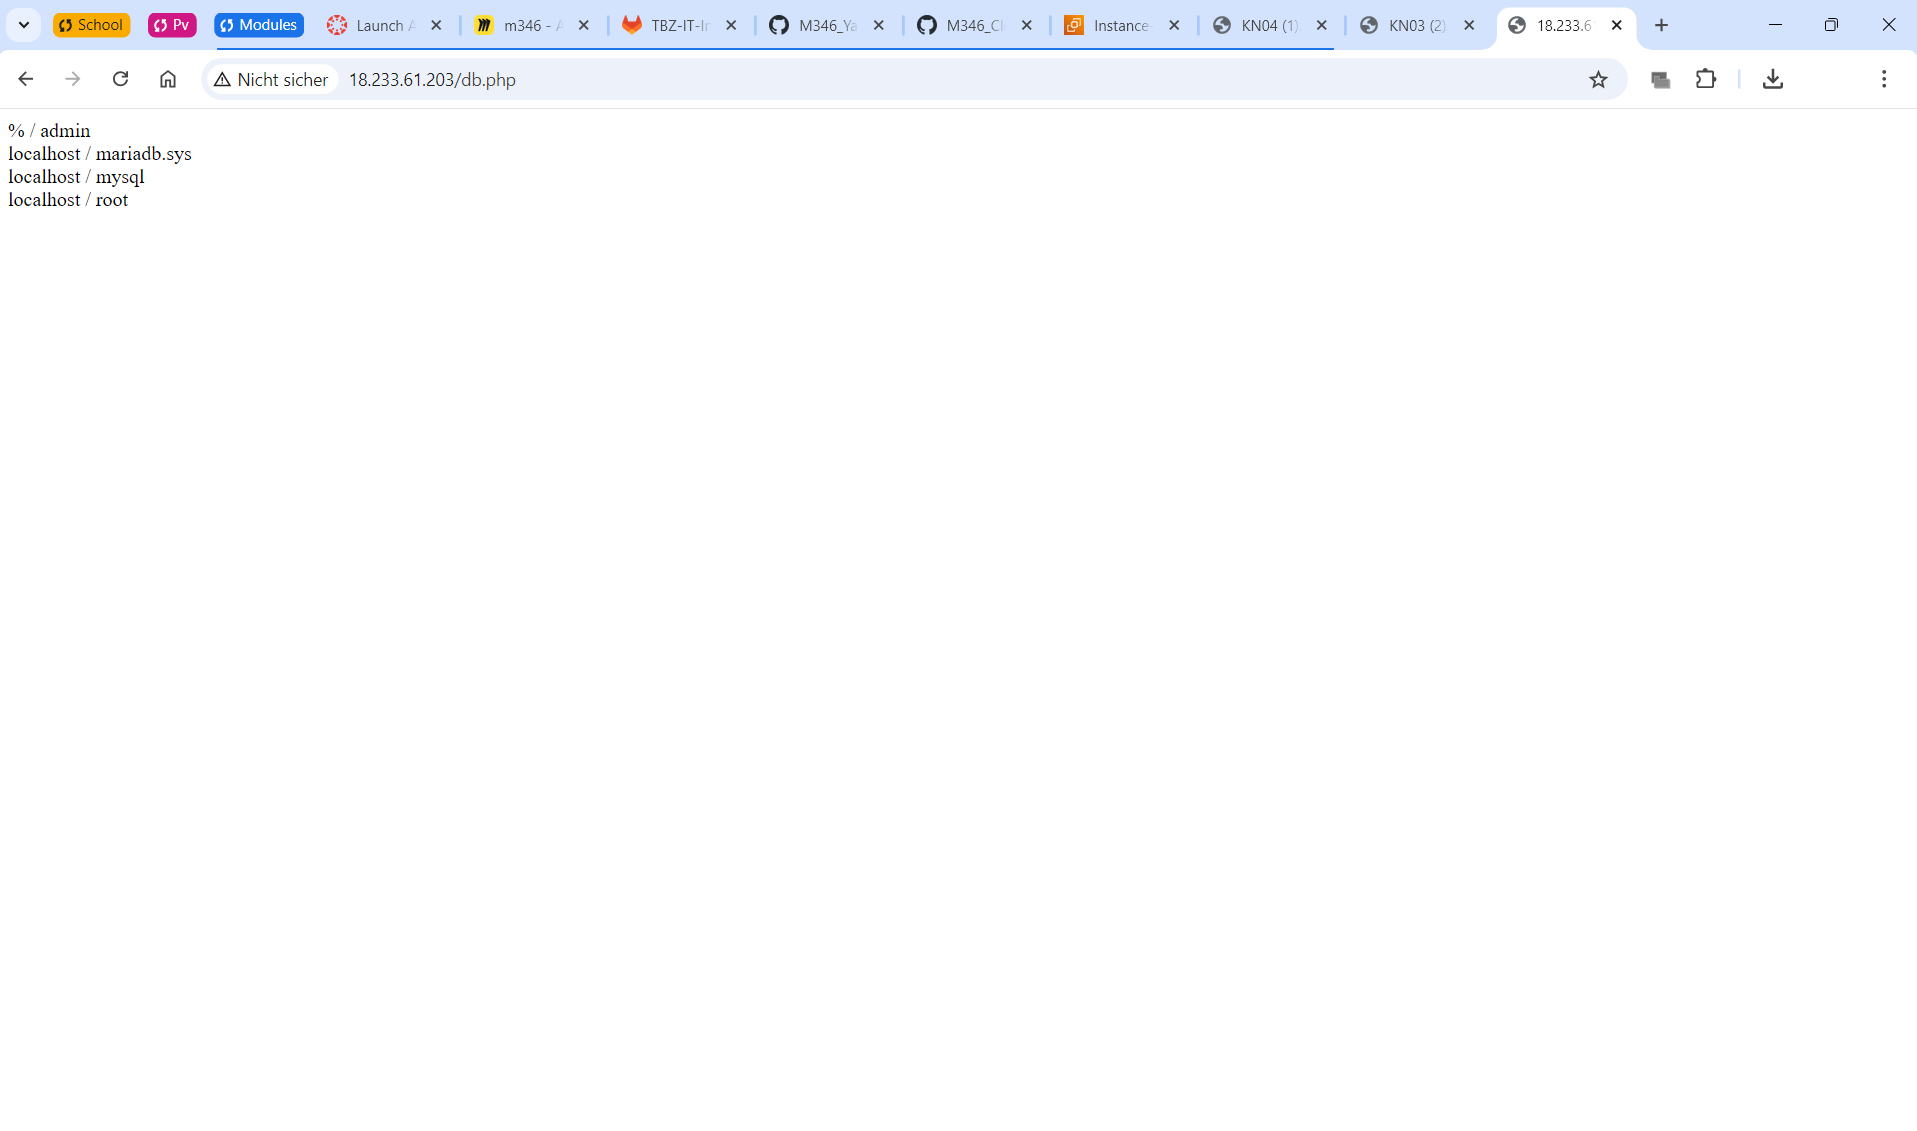 School
Pv
Modules
Launch A
m346 - A
TBZ-IT-Ir
M346_Ya
M346_Cl
Instance-
KN04 (1)
KN03 (2)
18.233.6
Nicht sicher
18.233.61.203/db.php
% / admin
localhost / mariadb.sys
localhost / mysql
localhost / root